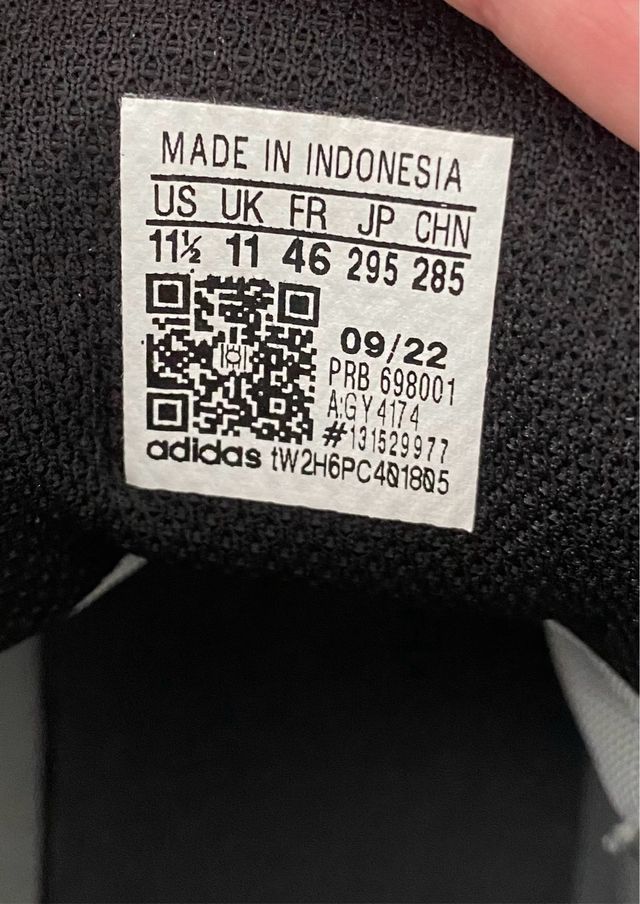 MADE IN INDONESIA
US UK FR JP CHN
11½ 11 46 295 285
09/22
PRB 698001
A:GY4174
#131529977
adidas tW2H6PC401805